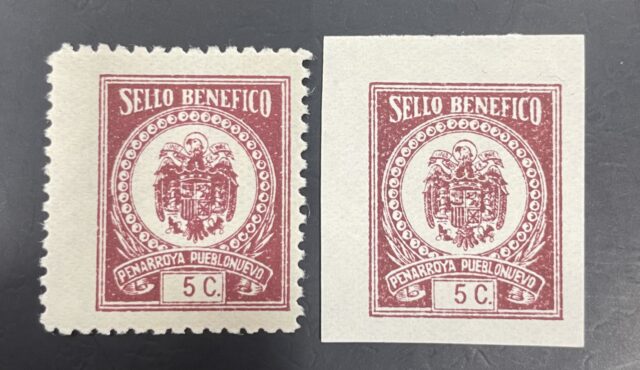 SELLO BENEFICO
PEÑARROYA PUEBLONUEVO
5 C.
SELLO BENEFICO
PEÑARROYA PUEBLONUEVO
5 C.